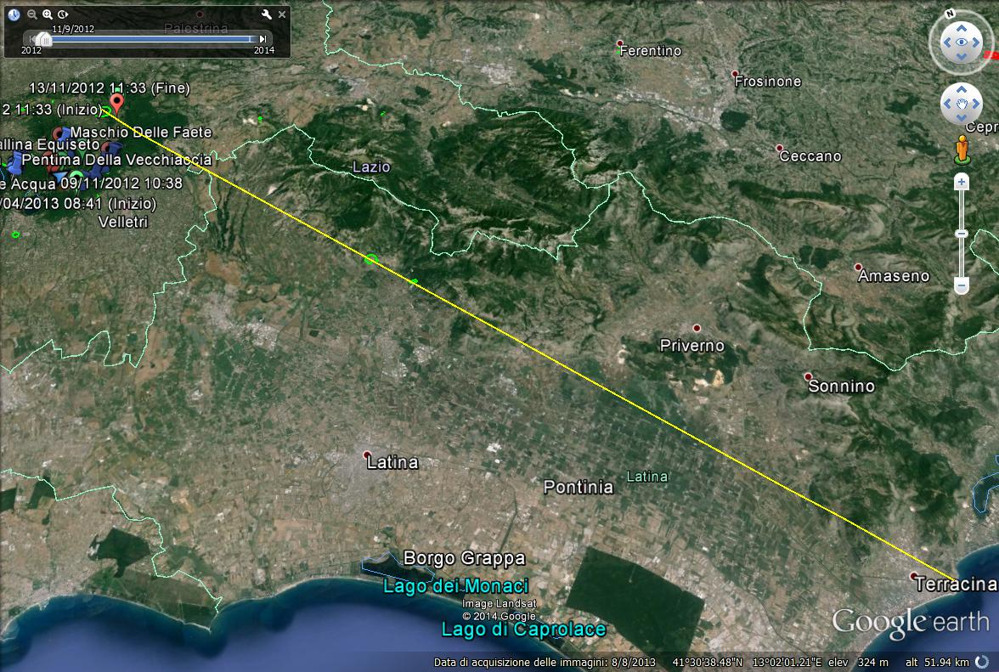 Palestrina
11/9/2012
2012
2014
N
Ferentino
Frosinone
Cepr
Ceccano
13/11/2012 11:33 (Fine)
2 11:33 (Inizio)
Maschio Delle Faete
allina Equiseto
Pentima Della Vecchiaccia
e Acqua 09/11/2012 10:38
/04/2013 08:41 (Inizio)
Velletri
Lazio
Amaseno
Priverno
Sonnino
Latina
Latina
Pontinia
Borgo Grappa
Lago dei Monaci
Terracina
Image Landsat
© 2014 Google
Lago di Caprolace
Google earth
Data di acquisizione delle immagini: 8/8/2013 41°30'38.48"N 13°02'01.21"E elev 324 m alt 51.94 km